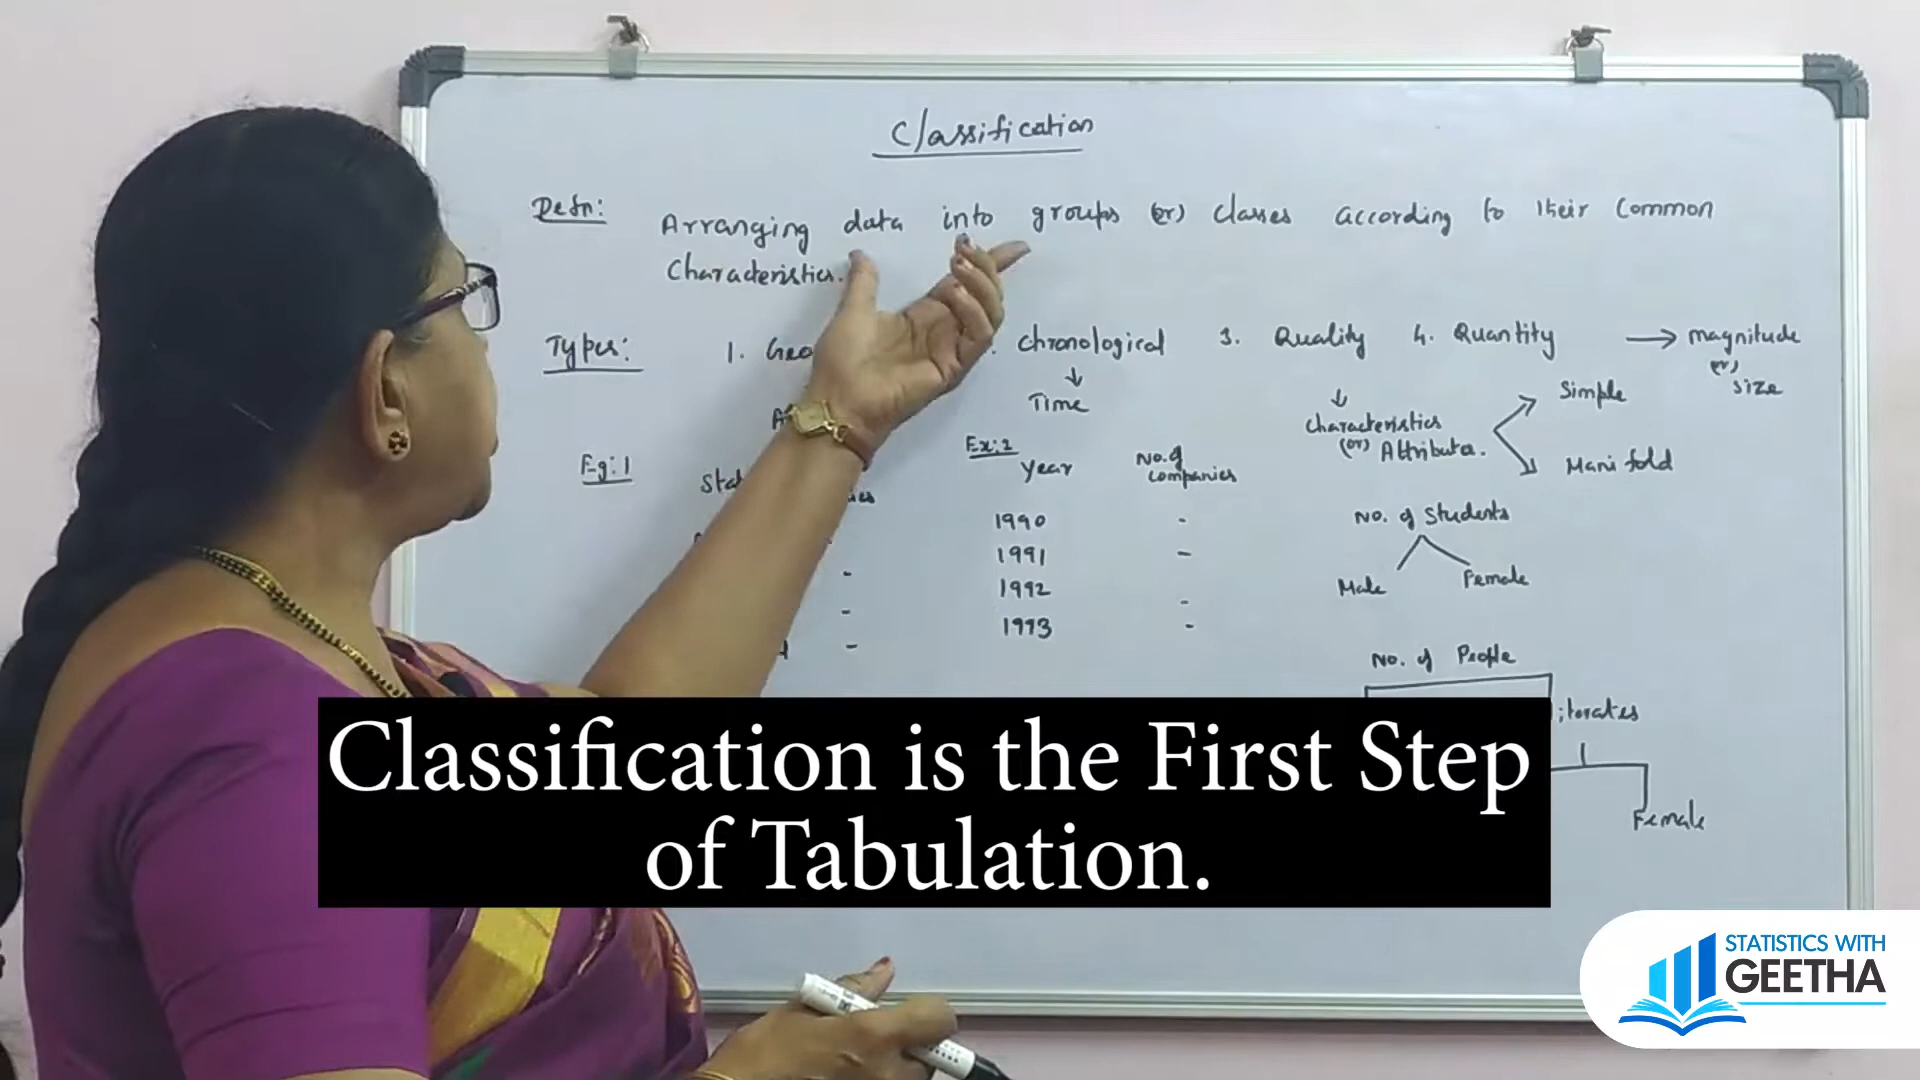 Classification
Defn: Arranging data into groups (or) classes according to their common
Characteristics.
Types: 1. Geo . Chronological 3. Quality 4. Quantity → magnitude
(or)
size
Time
Characteristics
(or) Attributes.
Simple
Manifold
Eg:1
Ex:2
Year No. of
companies
1990 -
1991 -
1992 -
1993 -
No. of Students
Male Female
No. of People
Female
Classification is the First Step
of Tabulation.
STATISTICS WITH
GEETHA